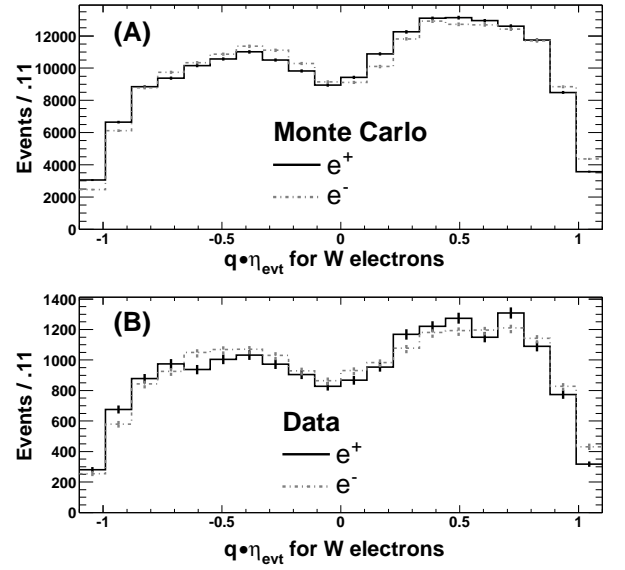 (A)
12000
10000
8000
6000
4000
2000
0
Events / .11
Monte Carlo
e+
e-
-1 -0.5 0 0.5 1
q•ηevt for W electrons
(B)
1400
1200
1000
800
600
400
200
0
Events / .11
Data
e+
e-
-1 -0.5 0 0.5 1
q•ηevt for W electrons